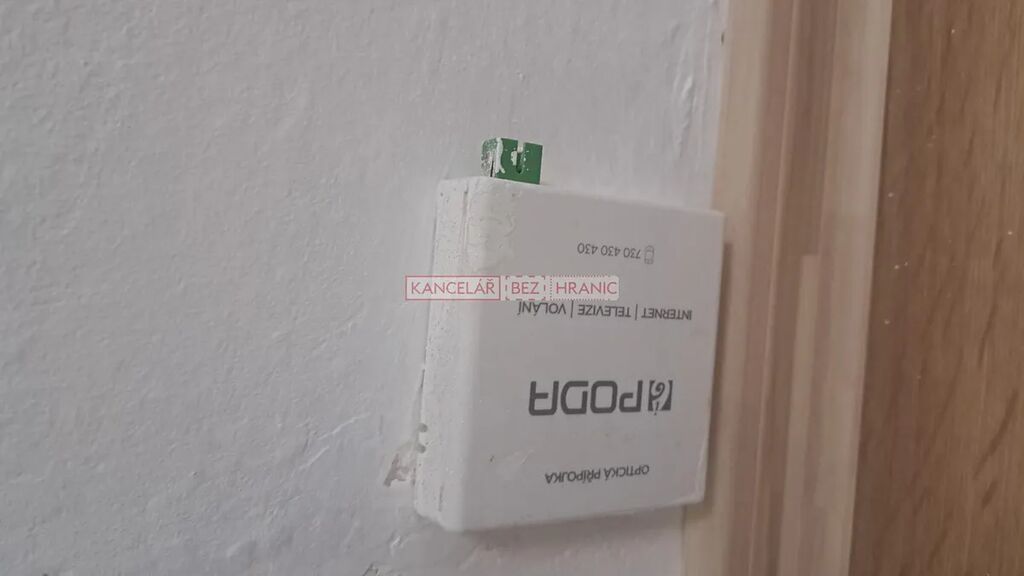 OPTICKÁ PŘÍPOJKA
PODA
INTERNET | TELEVIZE | VOLÁNÍ
730 430 430
KANCELÁŘ BEZ HRANIC